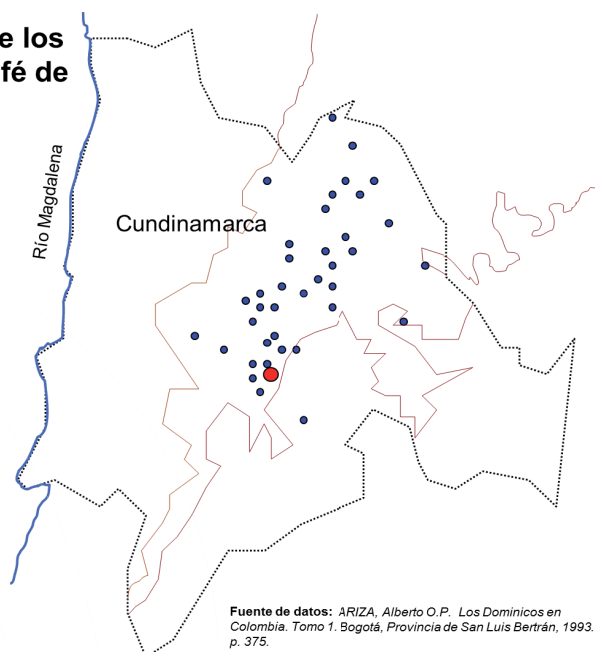 e los
fé de
Río Magdalena
Cundinamarca
Fuente de datos: ARIZA, Alberto O.P. Los Dominicos en
Colombia. Tomo 1. Bogotá, Provincia de San Luis Bertrán, 1993.
p. 375.